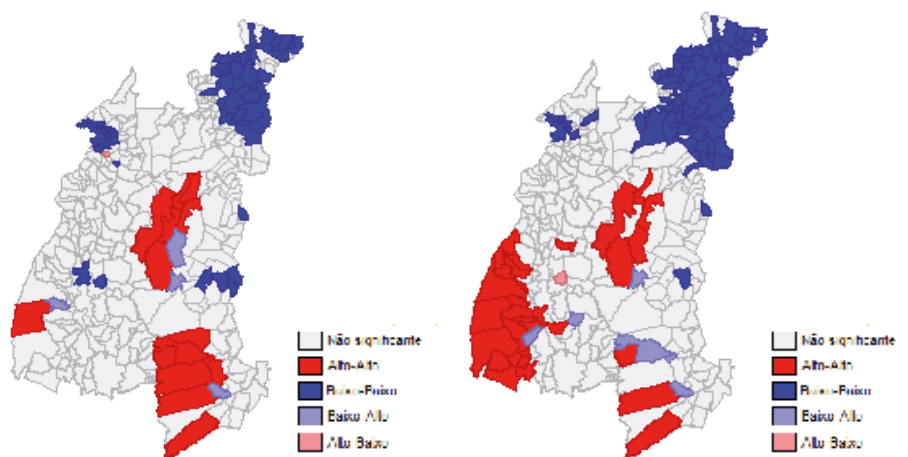 Não significante
Alto-Alto
Baixo-Baixo
Baixo-Alto
Alto-Baixo
Não significante
Alto-Alto
Baixo-Baixo
Baixo-Alto
Alto-Baixo